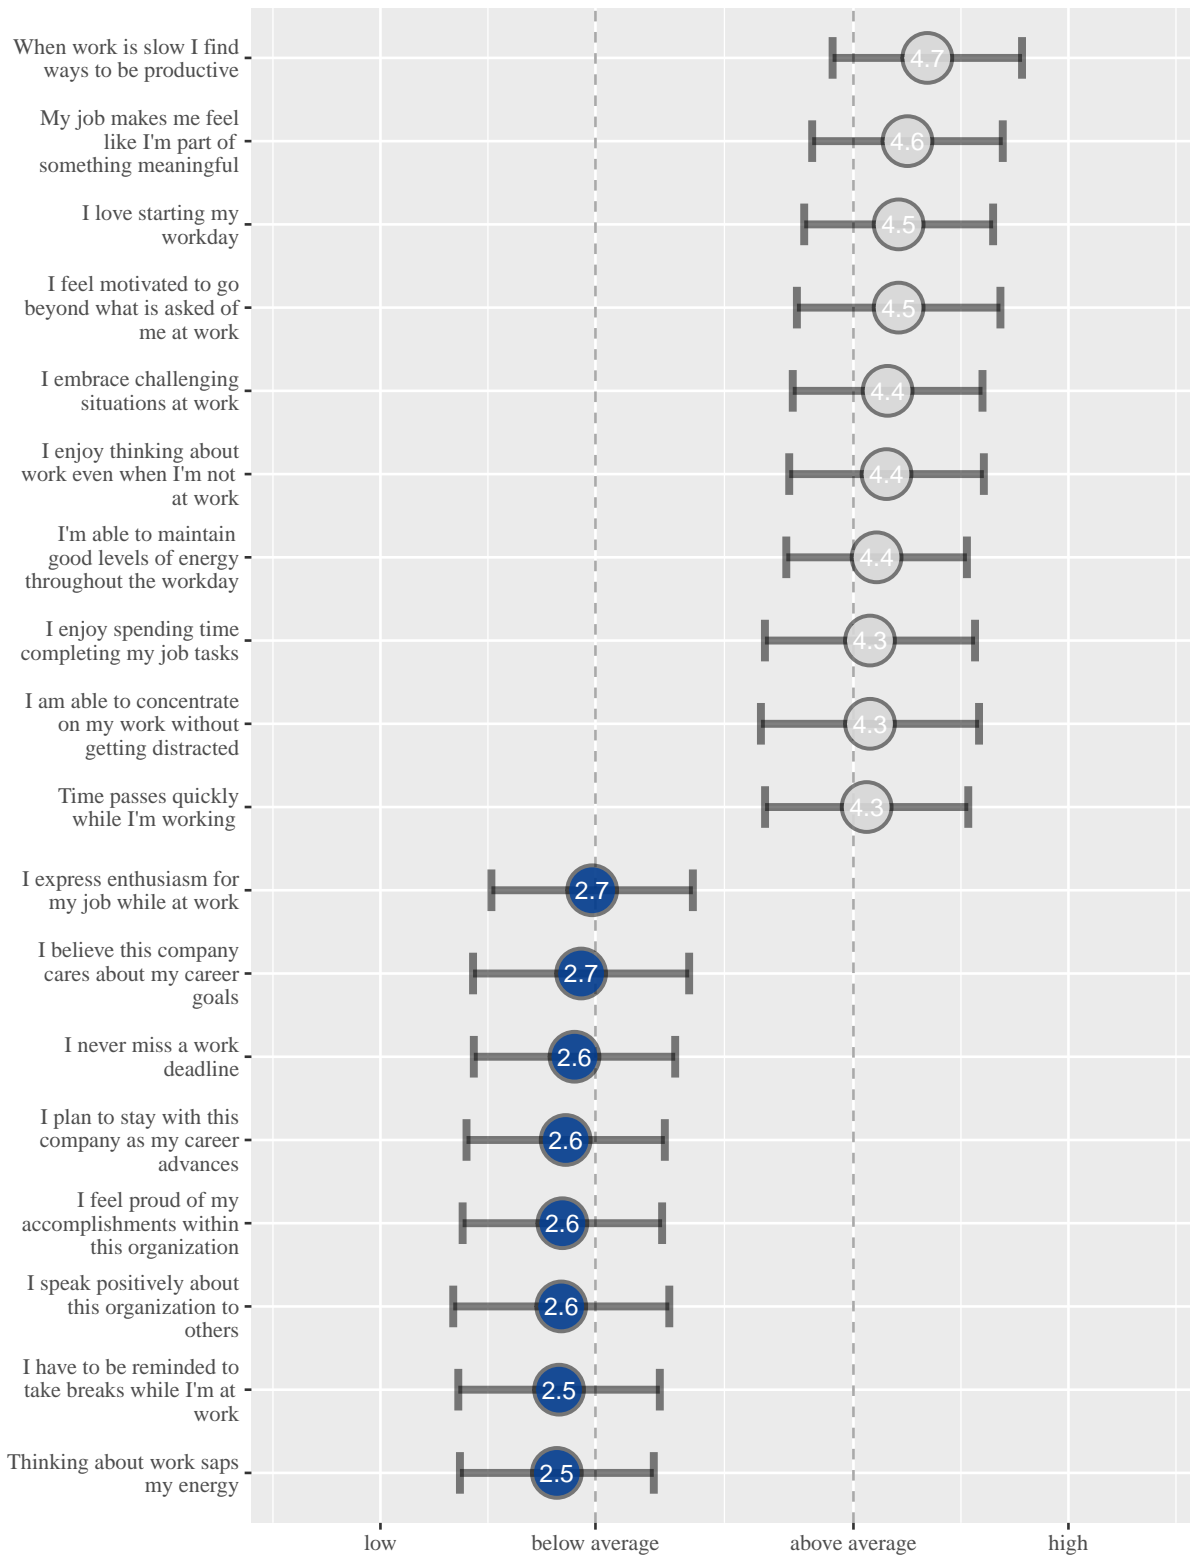 When work is slow I find
ways to be productive
4.7
My job makes me feel
like I'm part of
something meaningful
4.6
I love starting my
workday
4.5
I feel motivated to go
beyond what is asked of
me at work
4.5
I embrace challenging
situations at work
4.4
I enjoy thinking about
work even when I'm not
at work
4.4
I'm able to maintain
good levels of energy
throughout the workday
4.4
I enjoy spending time
completing my job tasks
4.3
I am able to concentrate
on my work without
getting distracted
4.3
Time passes quickly
while I'm working
4.3
I express enthusiasm for
my job while at work
2.7
I believe this company
cares about my career
goals
2.7
I never miss a work
deadline
2.6
I plan to stay with this
company as my career
advances
2.6
I feel proud of my
accomplishments within
this organization
2.6
I speak positively about
this organization to
others
2.6
I have to be reminded to
take breaks while I'm at
work
2.5
Thinking about work saps
my energy
2.5
low below average above average high